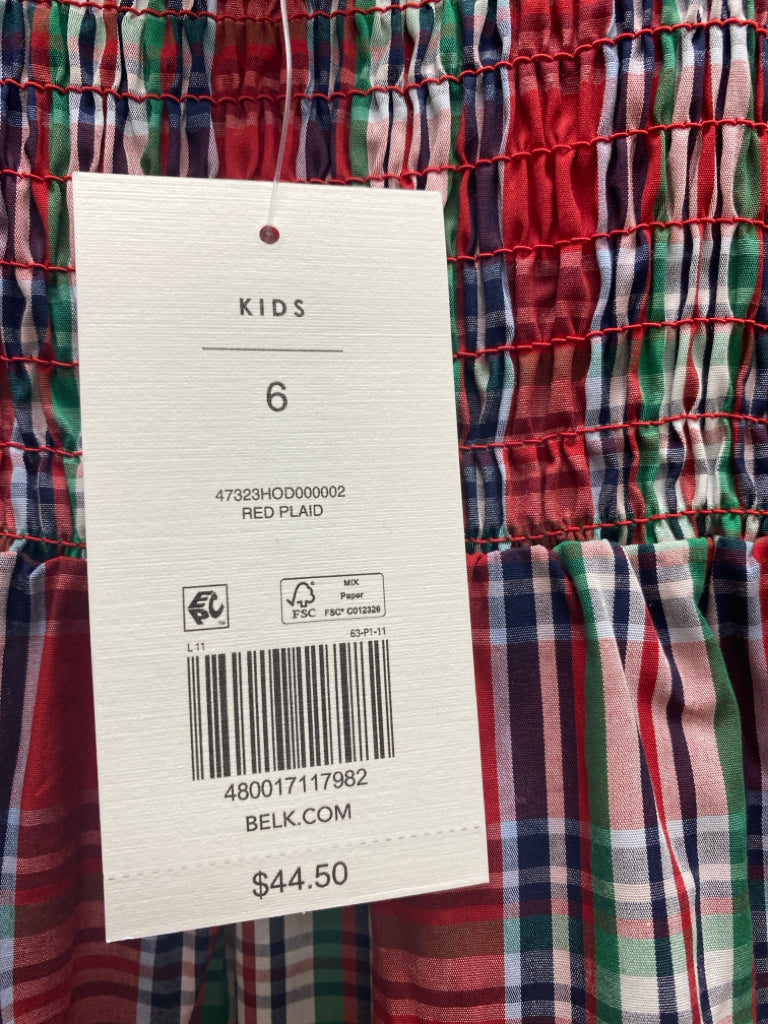 KIDS
6
47323HOD000002
RED PLAID
EPC™
FSC
MIX
Paper
FSC® C012326
L 11
63-P1-11
480017117982
BELK.COM
$44.50